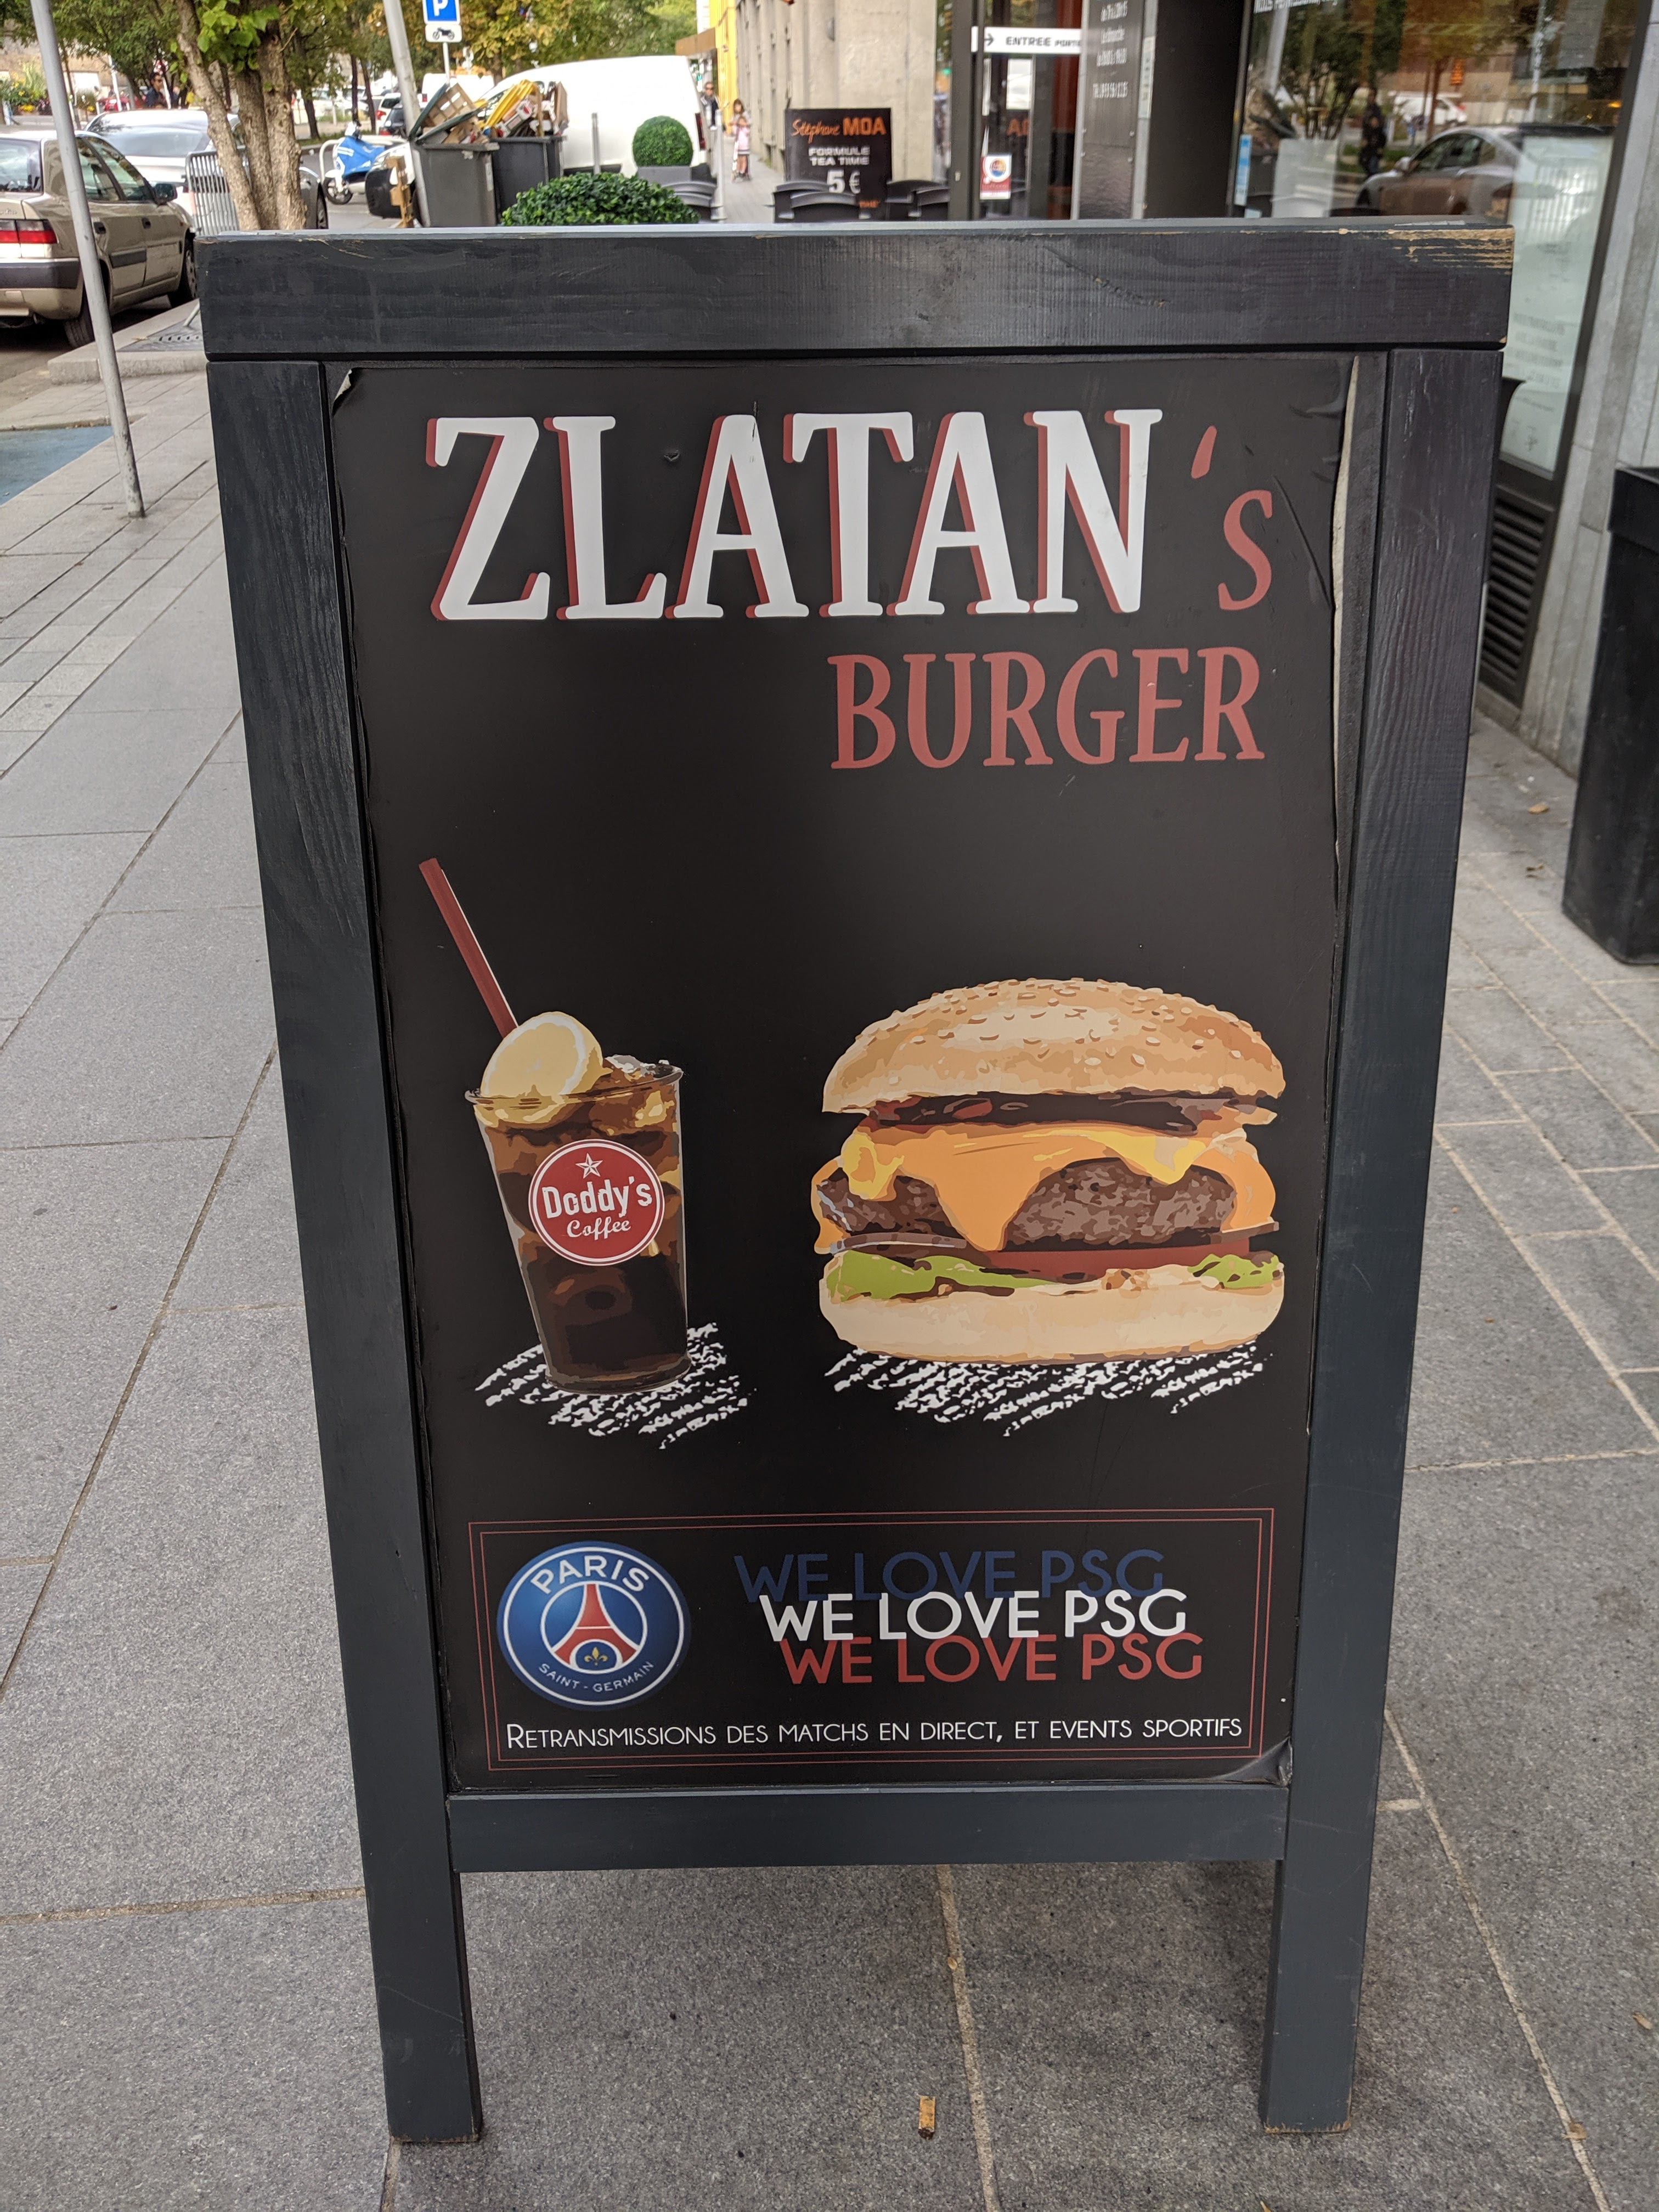 P
ENTREE
Stéphane MOA
FORMULE
TEA TIME
5€
ZLATAN's
BURGER
Doddy's
Coffee
PARIS
SAINT-GERMAIN
WE LOVE PSG
WE LOVE PSG
WE LOVE PSG
RETRANSMISSIONS DES MATCHS EN DIRECT, ET EVENTS SPORTIFS